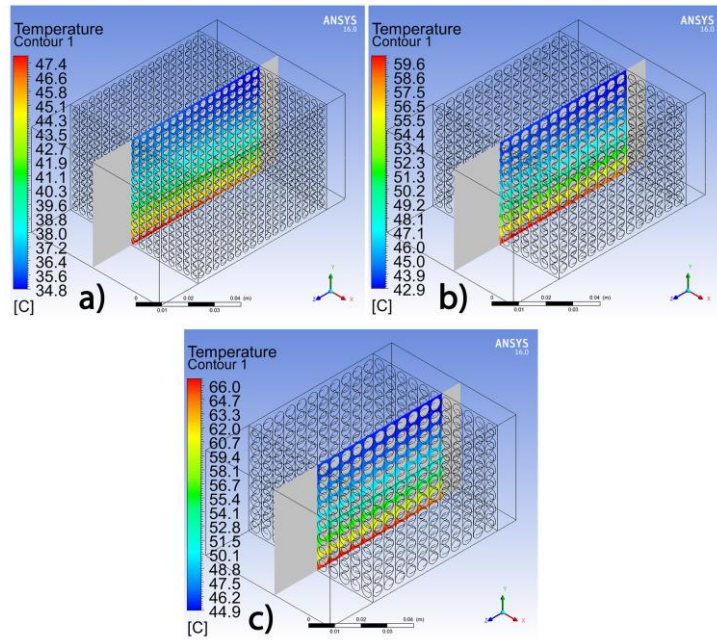 Temperature
Contour 1
47.4
46.6
45.8
45.1
44.3
43.5
42.7
41.9
41.1
40.3
39.6
38.8
38.0
37.2
36.4
35.6
34.8
[C]
a)
ANSYS
16.0
0
0.02
0.04 (m)
0.01
0.03
Y
Z
X
Temperature
Contour 1
59.6
58.6
57.5
56.5
55.4
54.4
53.3
52.3
51.3
50.2
49.2
48.1
47.1
46.0
45.0
43.9
42.9
[C]
b)
ANSYS
16.0
0
0.02
0.04 (m)
0.01
0.03
Y
Z
X
Temperature
Contour 1
66.0
64.7
63.3
62.0
60.7
59.4
58.1
56.7
55.4
54.1
52.8
51.5
50.1
48.8
47.5
46.2
44.9
[C]
c)
ANSYS
16.0
0
0.02
0.04 (m)
0.01
0.03
Y
Z
X